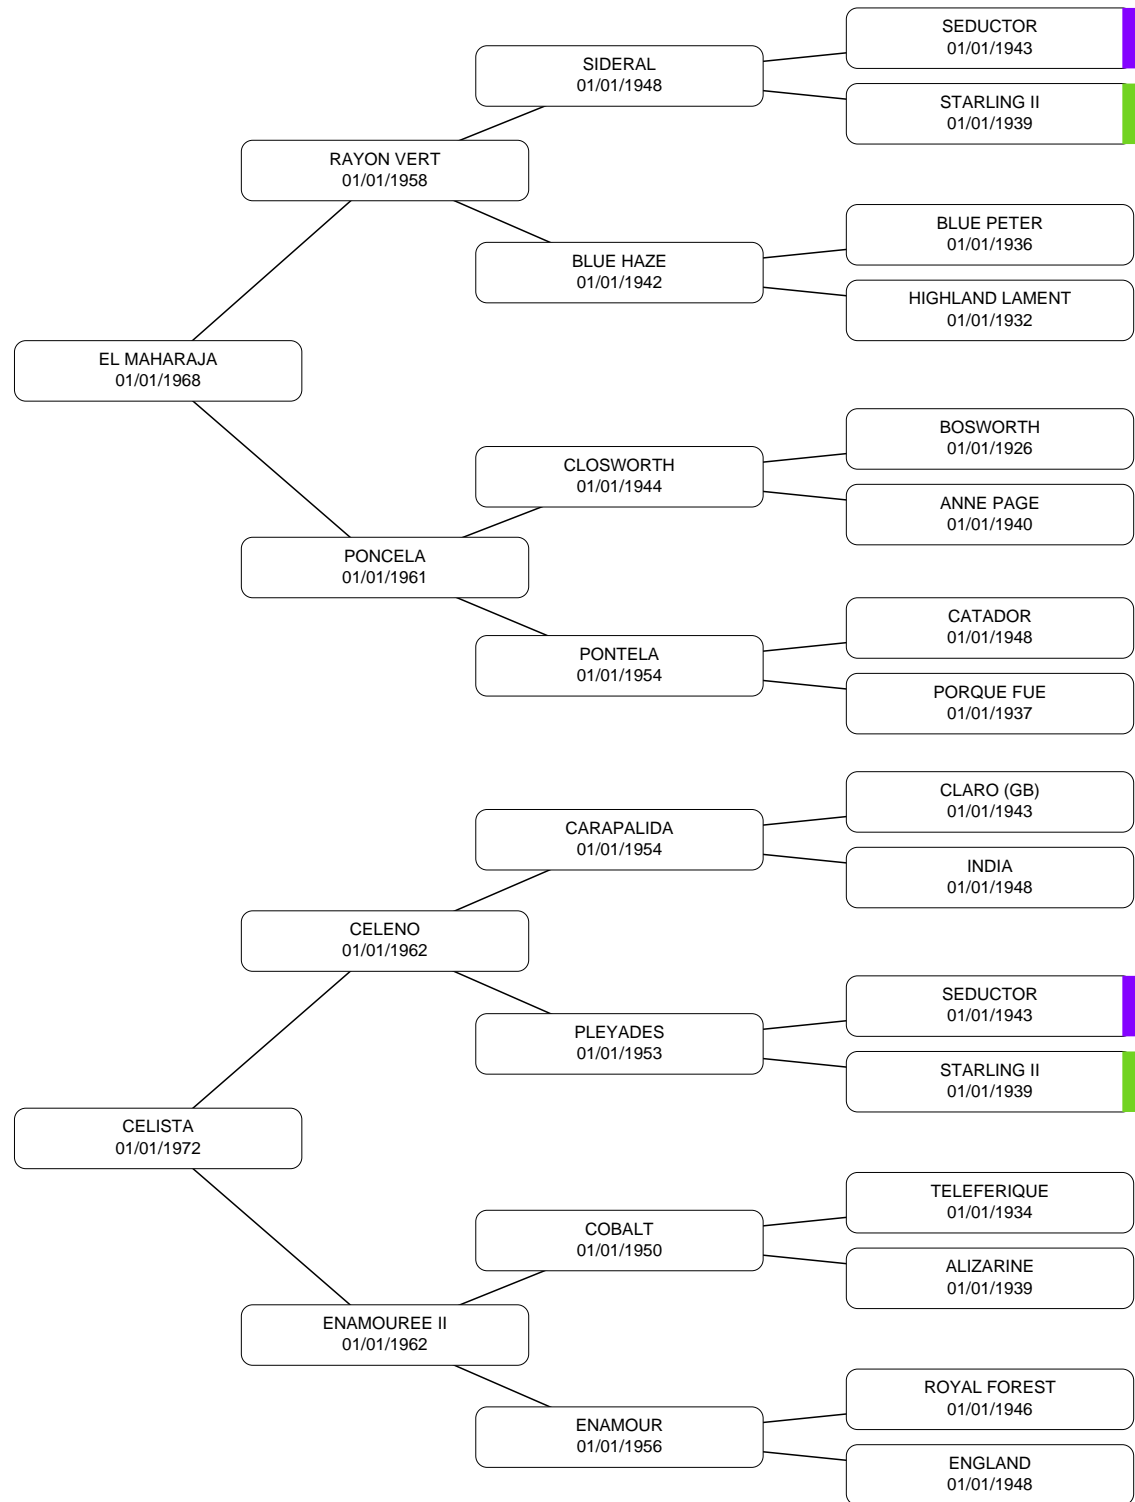 SEDUCTOR
01/01/1943
SIDERAL
01/01/1948
STARLING II
01/01/1939
RAYON VERT
01/01/1958
BLUE PETER
01/01/1936
BLUE HAZE
01/01/1942
HIGHLAND LAMENT
01/01/1932
EL MAHARAJA
01/01/1968
BOSWORTH
01/01/1926
CLOSWORTH
01/01/1944
ANNE PAGE
01/01/1940
PONCELA
01/01/1961
CATADOR
01/01/1948
PONTELA
01/01/1954
PORQUE FUE
01/01/1937
CLARO (GB)
01/01/1943
CARAPALIDA
01/01/1954
INDIA
01/01/1948
CELENO
01/01/1962
SEDUCTOR
01/01/1943
PLEYADES
01/01/1953
STARLING II
01/01/1939
CELISTA
01/01/1972
TELEFERIQUE
01/01/1934
COBALT
01/01/1950
ALIZARINE
01/01/1939
ENAMOUREE II
01/01/1962
ROYAL FOREST
01/01/1946
ENAMOUR
01/01/1956
ENGLAND
01/01/1948